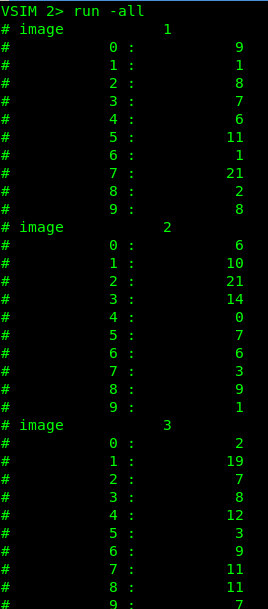 VSIM 2> run -all
# image 1
# 0 : 9
# 1 : 1
# 2 : 8
# 3 : 7
# 4 : 6
# 5 : 11
# 6 : 1
# 7 : 21
# 8 : 2
# 9 : 8
# image 2
# 0 : 6
# 1 : 10
# 2 : 21
# 3 : 14
# 4 : 0
# 5 : 7
# 6 : 6
# 7 : 3
# 8 : 9
# 9 : 1
# image 3
# 0 : 2
# 1 : 19
# 2 : 7
# 3 : 8
# 4 : 12
# 5 : 3
# 6 : 9
# 7 : 11
# 8 : 11
# 9 : 7